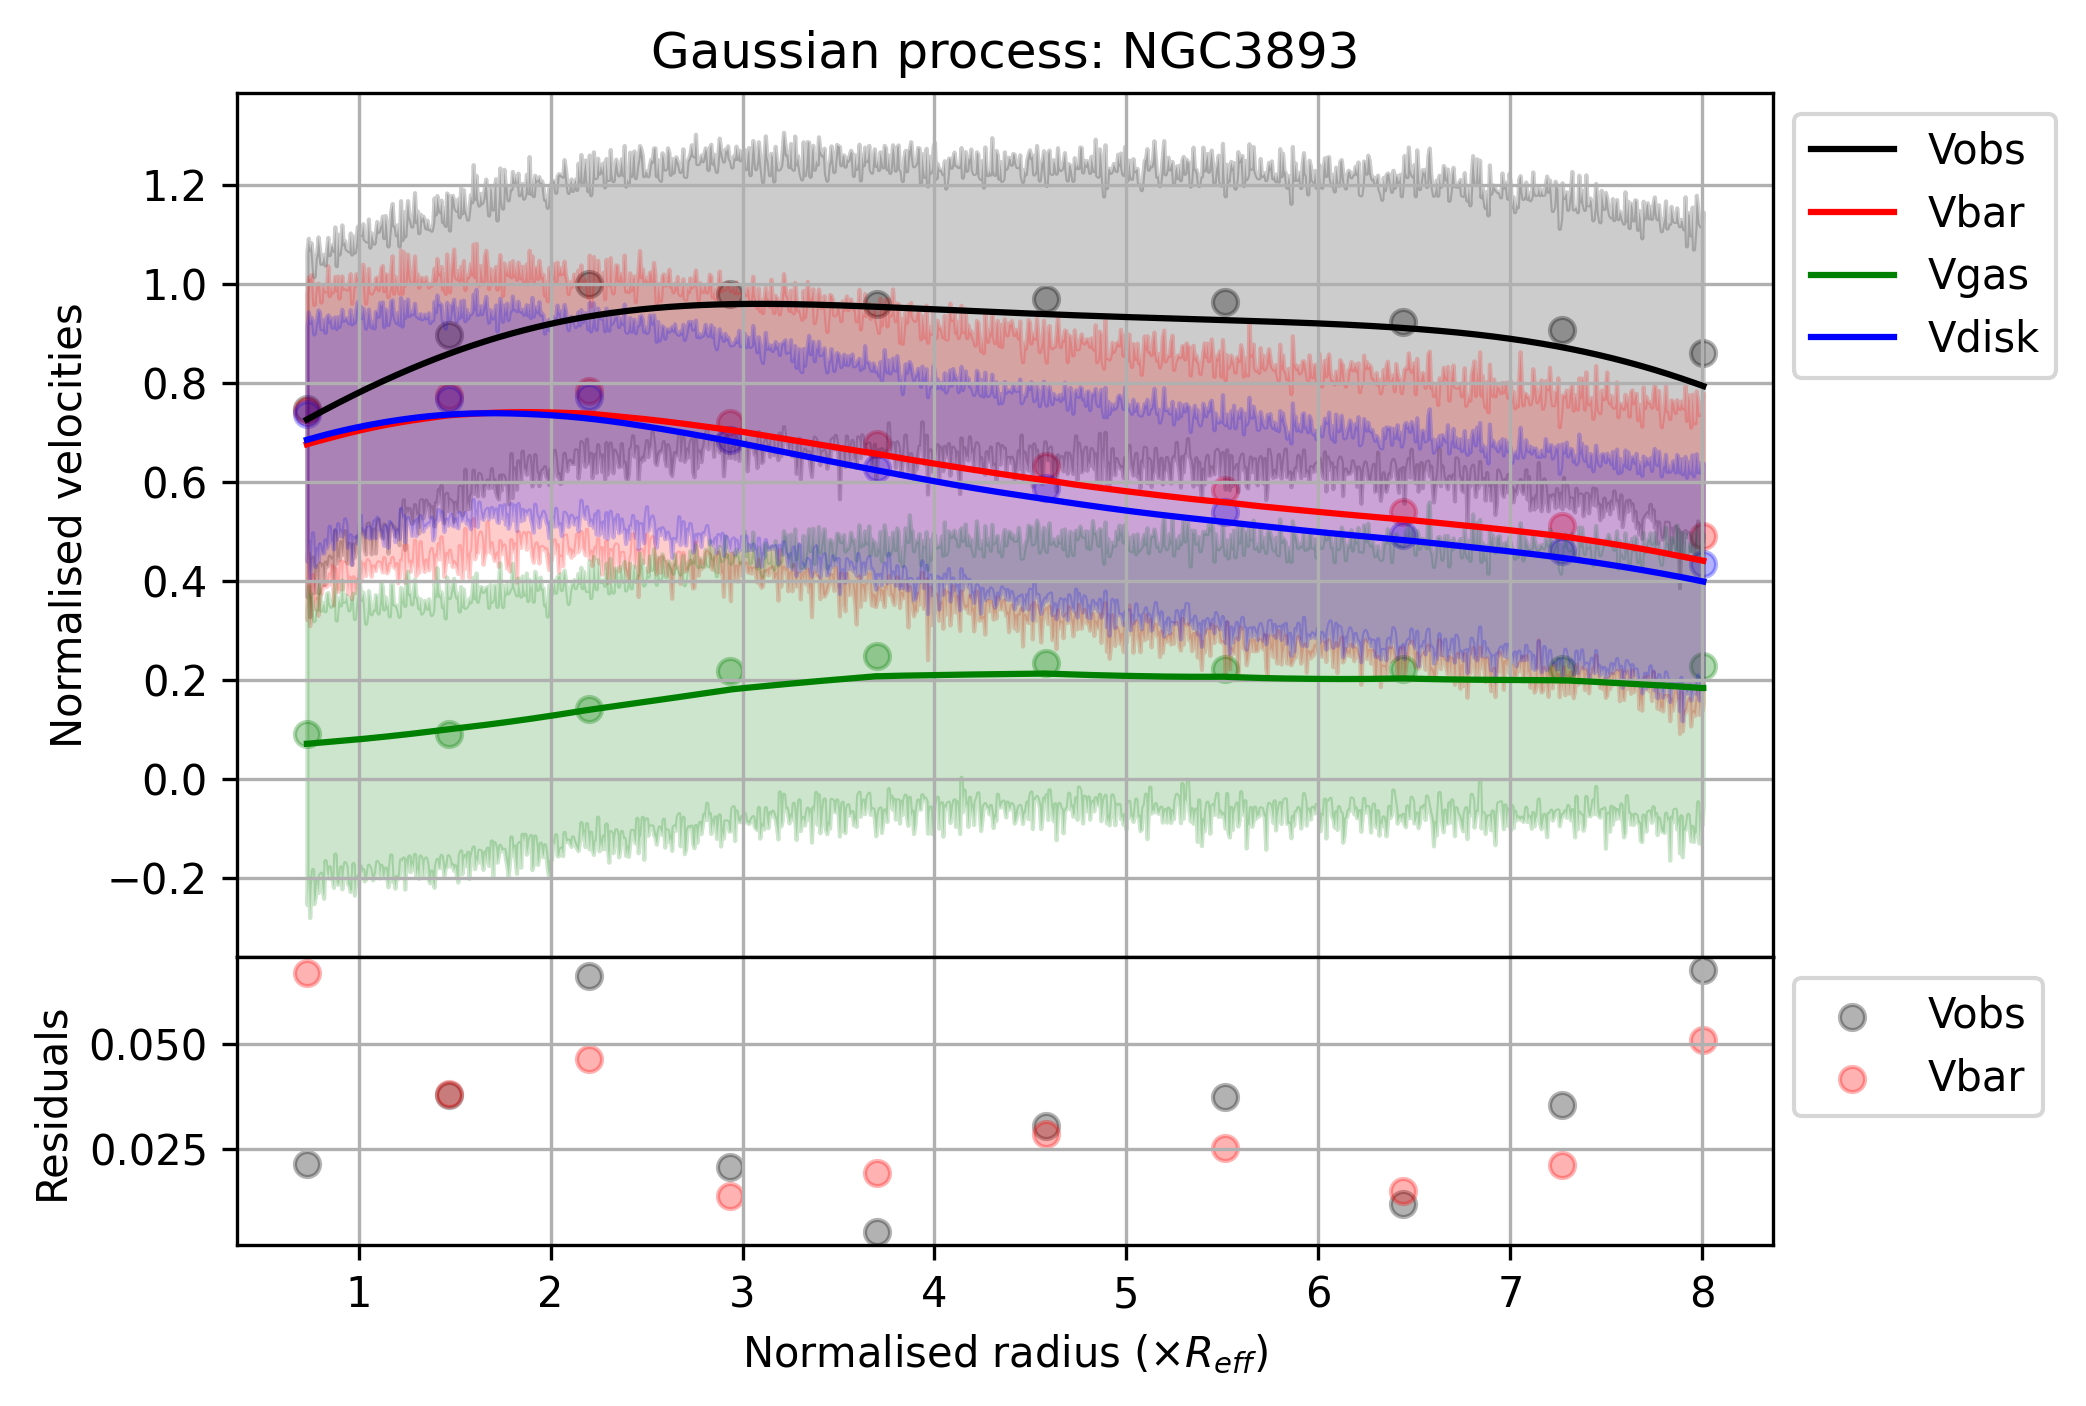 Gaussian process: NGC3893
Normalised velocities
1.2
1.0
0.8
0.6
0.4
0.2
0.0
−0.2
Vobs
Vbar
Vgas
Vdisk
Residuals
0.050
0.025
Vobs
Vbar
1 2 3 4 5 6 7 8
Normalised radius (×R_eff)